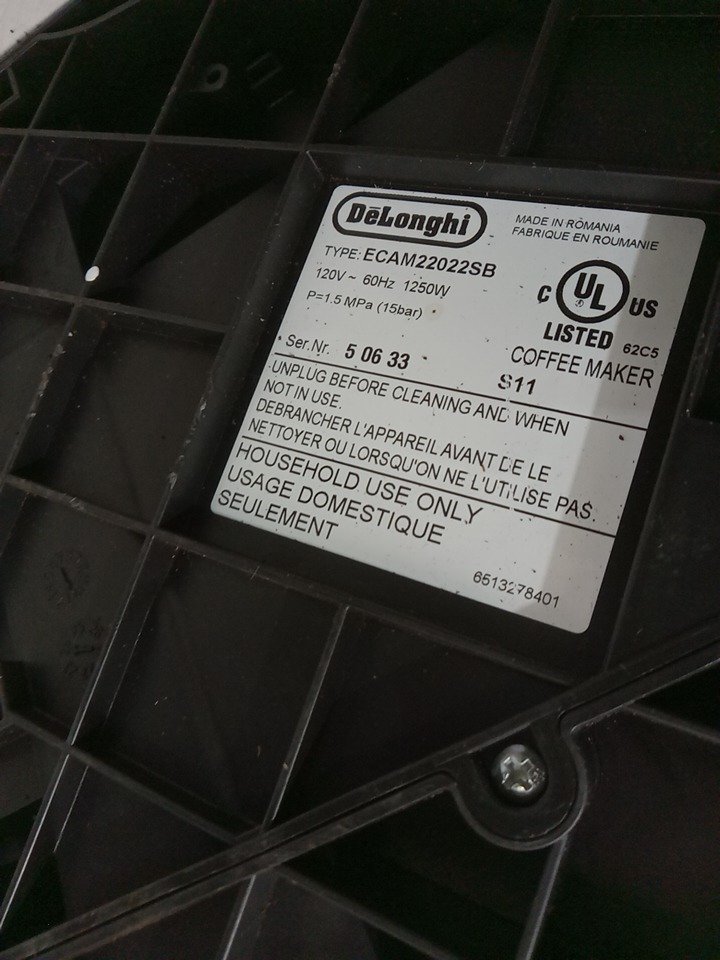 DēLonghi
MADE IN ROMANIA
FABRIQUE EN ROUMANIE
TYPE: ECAM22022SB
120V~ 60Hz 1250W
P=1.5 MPa (15bar)
C UL US
LISTED 62C5
COFFEE MAKER
Ser.Nr. 5 06 33 S11
UNPLUG BEFORE CLEANING AND WHEN
NOT IN USE.
DEBRANCHER L'APPAREIL AVANT DE LE
NETTOYER OU LORSQU'ON NE L'UTILISE PAS.
HOUSEHOLD USE ONLY
USAGE DOMESTIQUE
SEULEMENT
6513278401